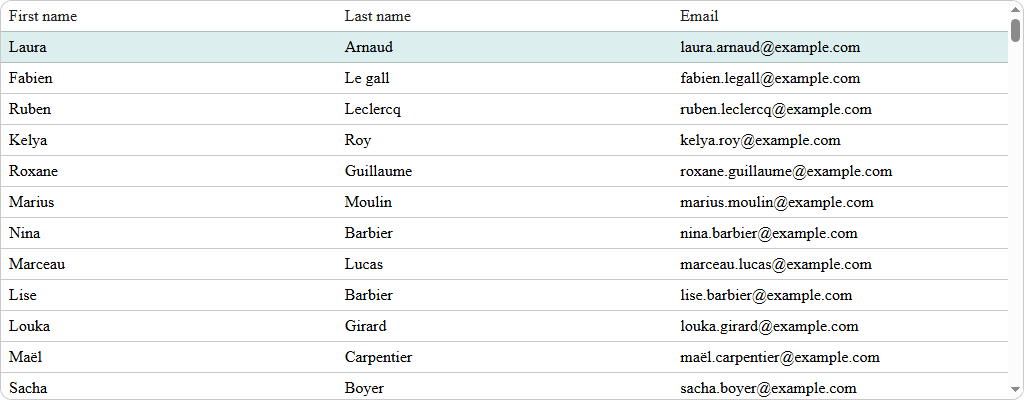 First name Last name Email
Laura Arnaud laura.arnaud@example.com
Fabien Le gall fabien.legall@example.com
Ruben Leclercq ruben.leclercq@example.com
Kelya Roy kelya.roy@example.com
Roxane Guillaume roxane.guillaume@example.com
Marius Moulin marius.moulin@example.com
Nina Barbier nina.barbier@example.com
Marceau Lucas marceau.lucas@example.com
Lise Barbier lise.barbier@example.com
Louka Girard louka.girard@example.com
Maël Carpentier maël.carpentier@example.com
Sacha Boyer sacha.boyer@example.com